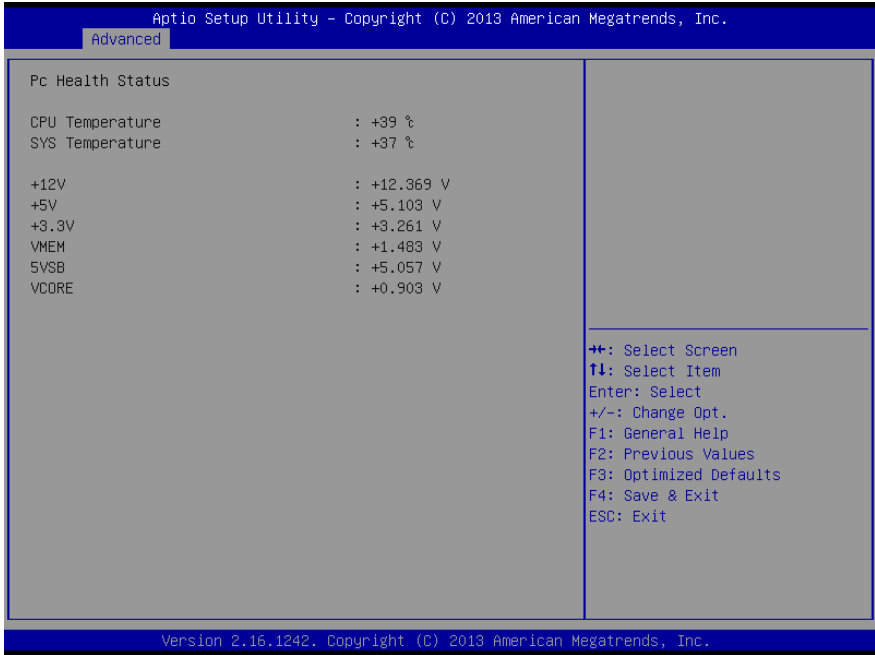 Aptio Setup Utility – Copyright (C) 2013 American Megatrends, Inc.
Advanced
Pc Health Status
CPU Temperature : +39 ℃
SYS Temperature : +37 ℃
+12V : +12.369 V
+5V : +5.103 V
+3.3V : +3.261 V
VMEM : +1.483 V
5VSB : +5.057 V
VCORE : +0.903 V
→←: Select Screen
↑↓: Select Item
Enter: Select
+/-: Change Opt.
F1: General Help
F2: Previous Values
F3: Optimized Defaults
F4: Save & Exit
ESC: Exit
Version 2.16.1242. Copyright (C) 2013 American Megatrends, Inc.